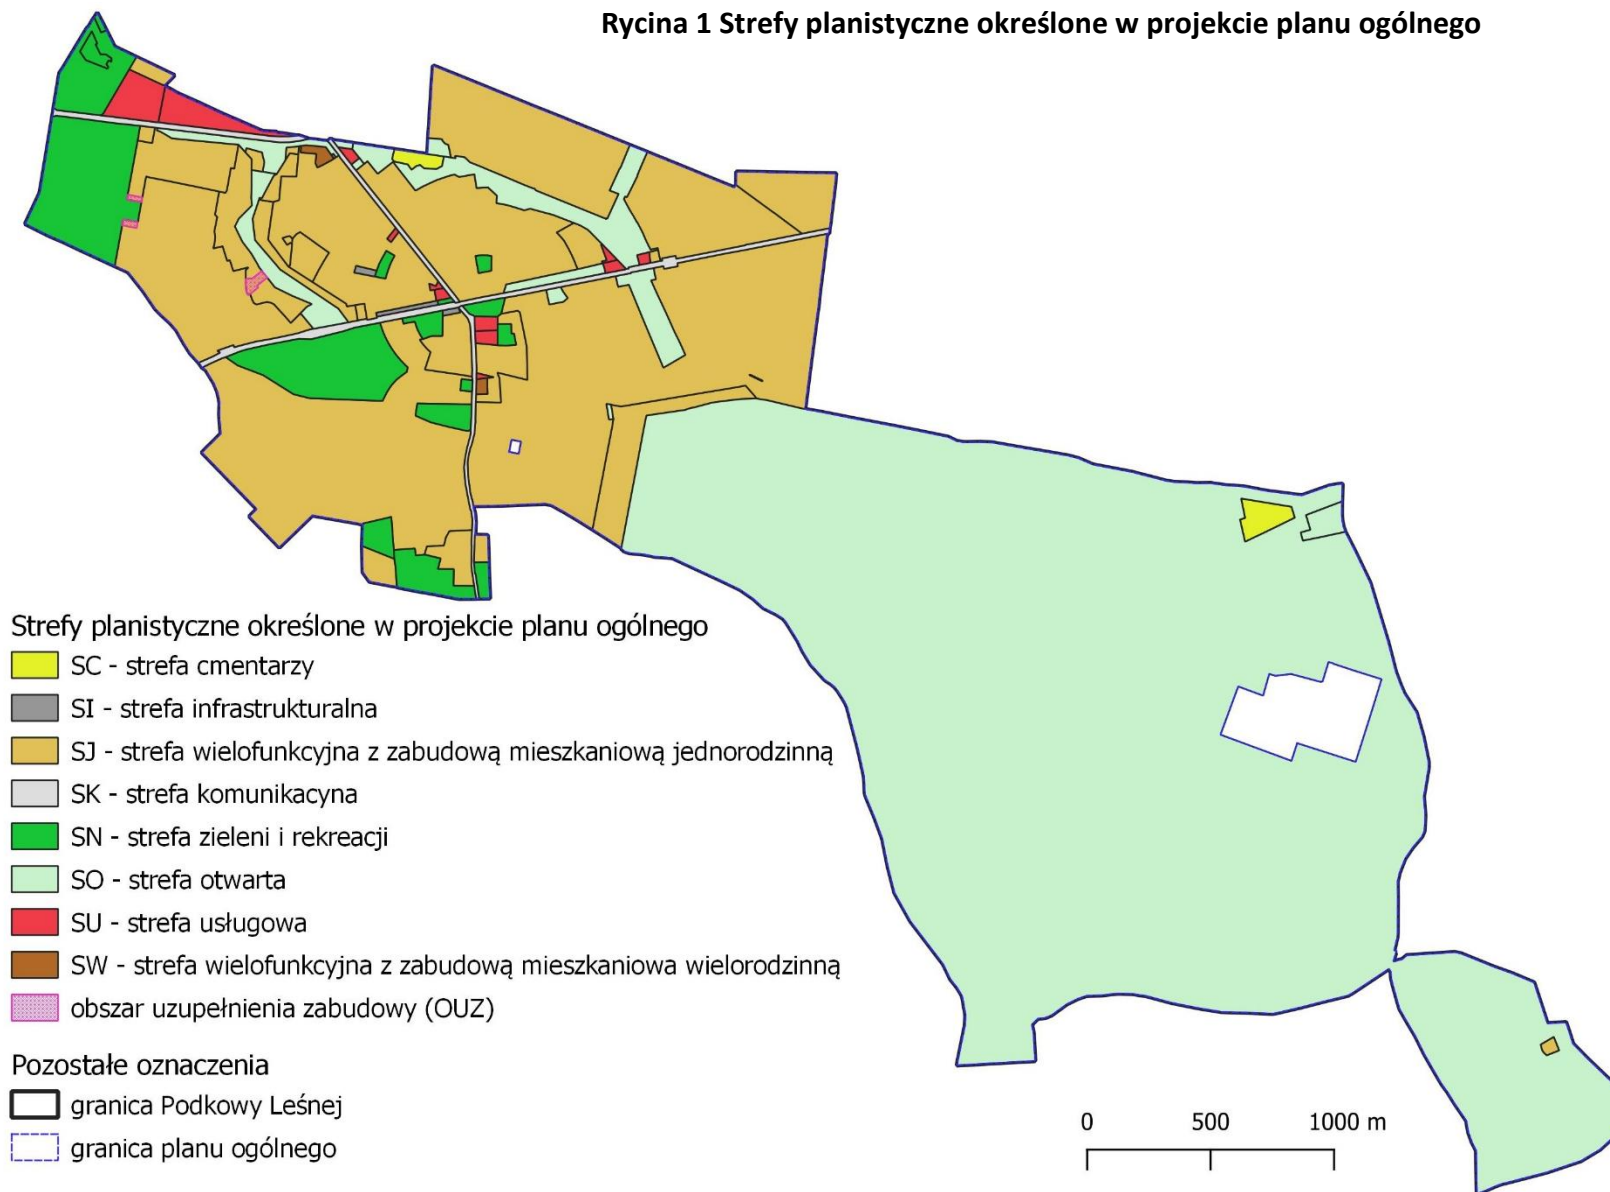 Rycina 1 Strefy planistyczne określone w projekcie planu ogólnego
Strefy planistyczne określone w projekcie planu ogólnego
SC - strefa cmentarzy
SI - strefa infrastrukturalna
SJ - strefa wielofunkcyjna z zabudową mieszkaniową jednorodzinną
SK - strefa komunikacyna
SN - strefa zieleni i rekreacji
SO - strefa otwarta
SU - strefa usługowa
SW - strefa wielofunkcyjna z zabudową mieszkaniowa wielorodzinną
obszar uzupełnienia zabudowy (OUZ)
Pozostałe oznaczenia
granica Podkowy Leśnej
granica planu ogólnego
0 500 1000 m